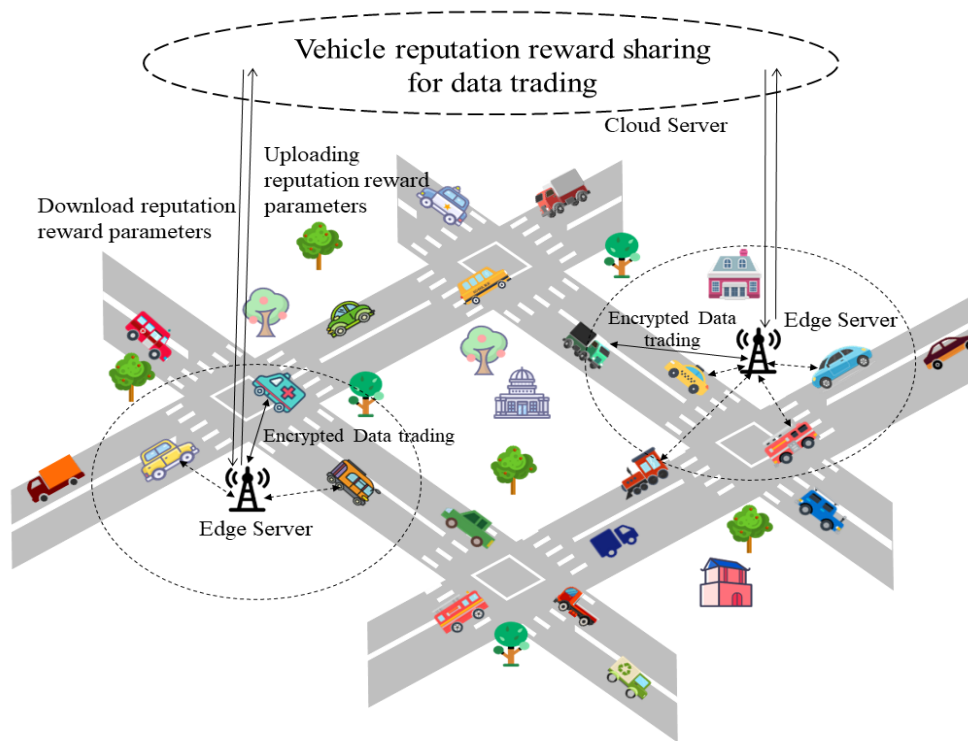 Vehicle reputation reward sharing
for data trading
Cloud Server
Uploading
reputation reward
parameters
Download reputation
reward parameters
Encrypted Data
trading
Edge Server
Encrypted Data trading
Edge Server